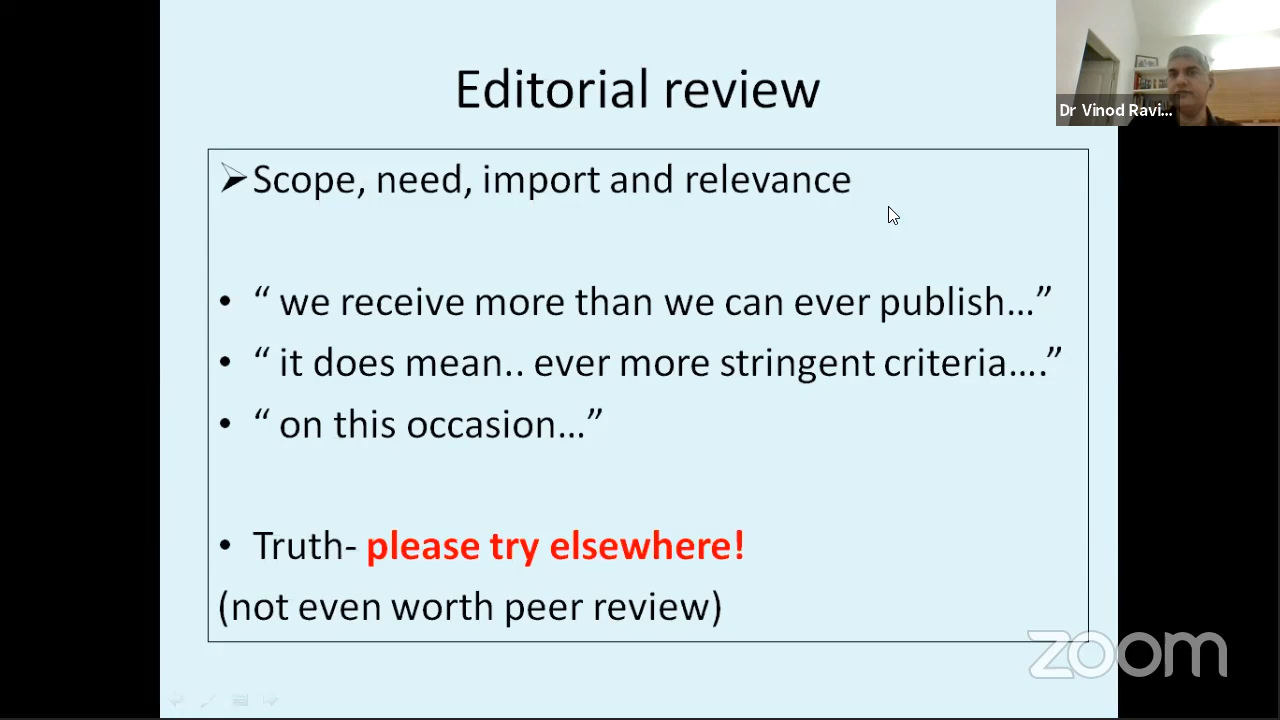 Editorial review
Dr Vinod Ravi...
➢Scope, need, import and relevance
• “ we receive more than we can ever publish…”
• “ it does mean.. ever more stringent criteria….”
• “ on this occasion…”
• Truth- please try elsewhere!
(not even worth peer review)
zoom